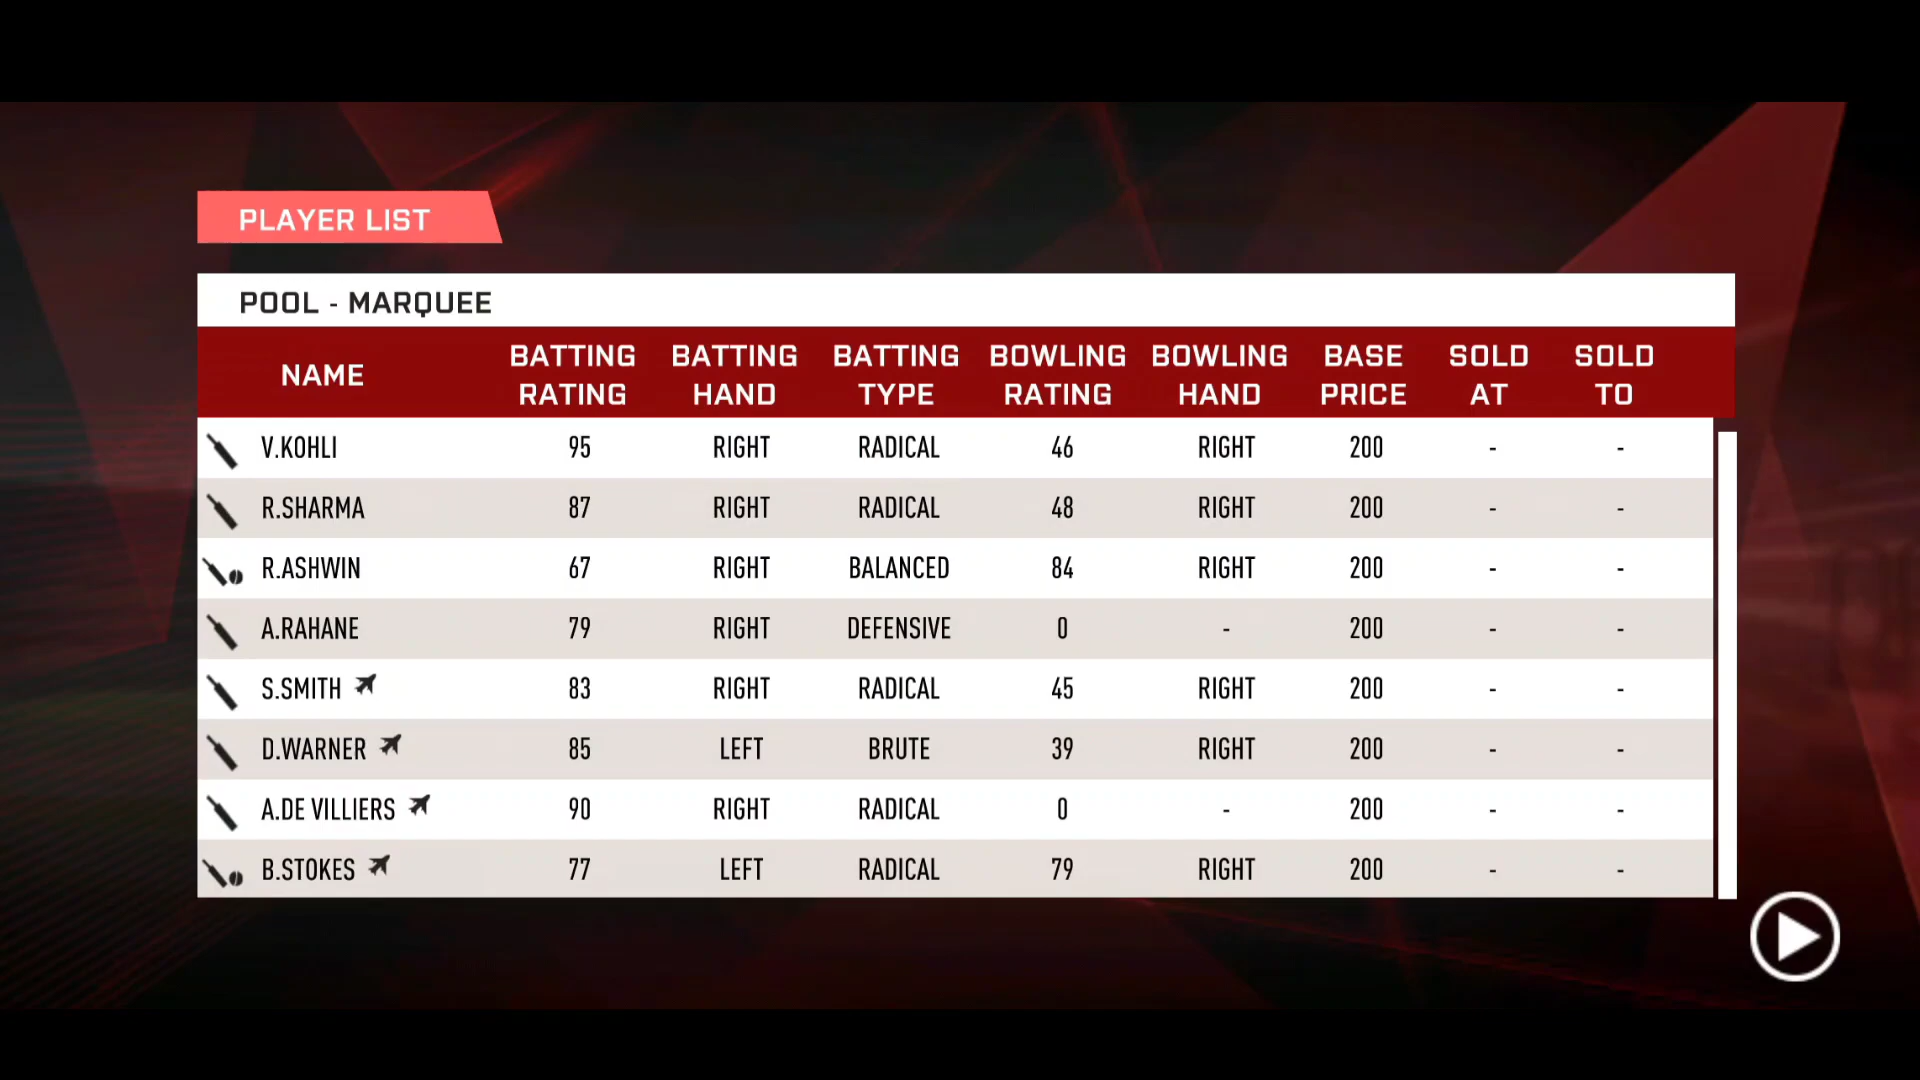 PLAYER LIST
POOL - MARQUEE
NAME BATTING RATING BATTING HAND BATTING TYPE BOWLING RATING BOWLING HAND BASE PRICE SOLD AT SOLD TO
V.KOHLI 95 RIGHT RADICAL 46 RIGHT 200 - -
R.SHARMA 87 RIGHT RADICAL 48 RIGHT 200 - -
R.ASHWIN 67 RIGHT BALANCED 84 RIGHT 200 - -
A.RAHANE 79 RIGHT DEFENSIVE 0 - 200 - -
S.SMITH 83 RIGHT RADICAL 45 RIGHT 200 - -
D.WARNER 85 LEFT BRUTE 39 RIGHT 200 - -
A.DE VILLIERS 90 RIGHT RADICAL 0 - 200 - -
B.STOKES 77 LEFT RADICAL 79 RIGHT 200 - -